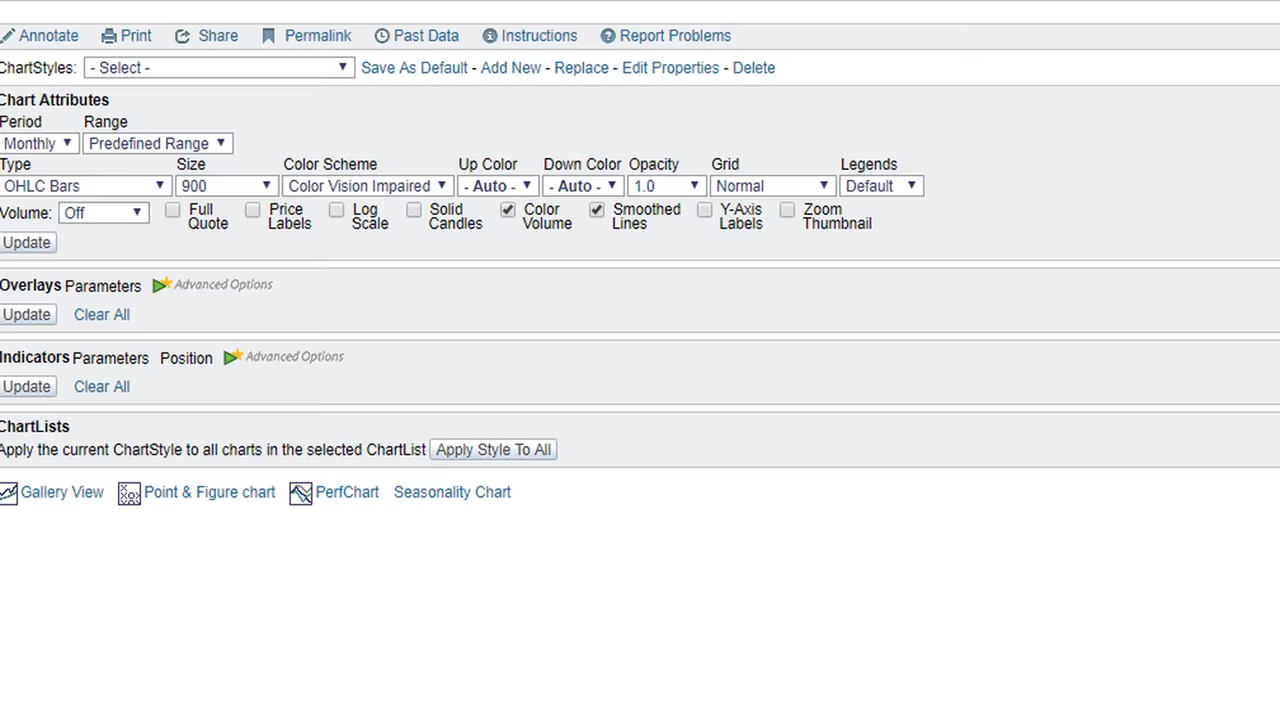 Annotate Print Share Permalink Past Data Instructions Report Problems
ChartStyles: - Select - Save As Default - Add New - Replace - Edit Properties - Delete
Chart Attributes
Period Range
Monthly Predefined Range
Type Size Color Scheme Up Color Down Color Opacity Grid Legends
OHLC Bars 900 Color Vision Impaired - Auto - - Auto - 1.0 Normal Default
Volume: Off Full Quote Price Labels Log Scale Solid Candles Color Volume Smoothed Lines Y-Axis Labels Zoom Thumbnail
Update
Overlays Parameters Advanced Options
Update Clear All
Indicators Parameters Position Advanced Options
Update Clear All
ChartLists
Apply the current ChartStyle to all charts in the selected ChartList Apply Style To All
Gallery View Point & Figure chart PerfChart Seasonality Chart